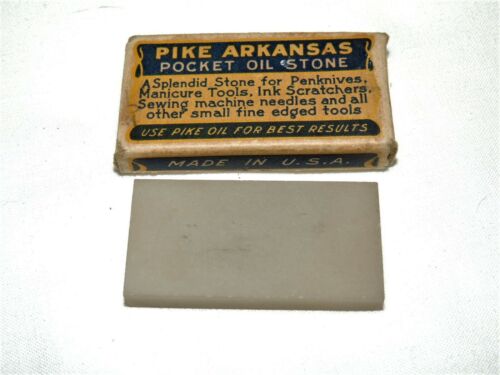 PIKE ARKANSAS
POCKET OIL STONE
A Splendid Stone for Penknives,
Manicure Tools, Ink Scratchers,
Sewing machine needles and all
other small fine edged tools
USE PIKE OIL FOR BEST RESULTS
MADE IN U.S.A.